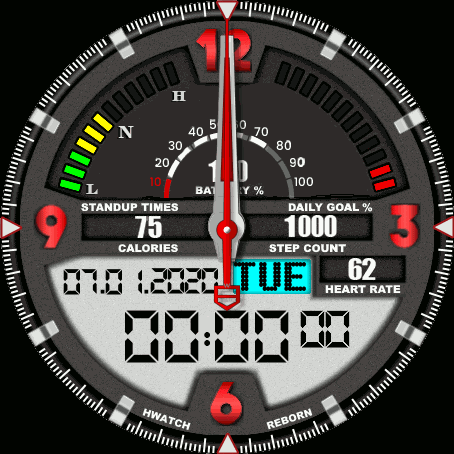 12
H
N
L
10 20 30 40 50 60 70 80 90 100
BATTERY %
STANDUP TIMES DAILY GOAL %
9 75 1000 3
CALORIES STEP COUNT
07.01.2020 TUE 62
HEART RATE
00:00 00
6
HWATCH REBORN